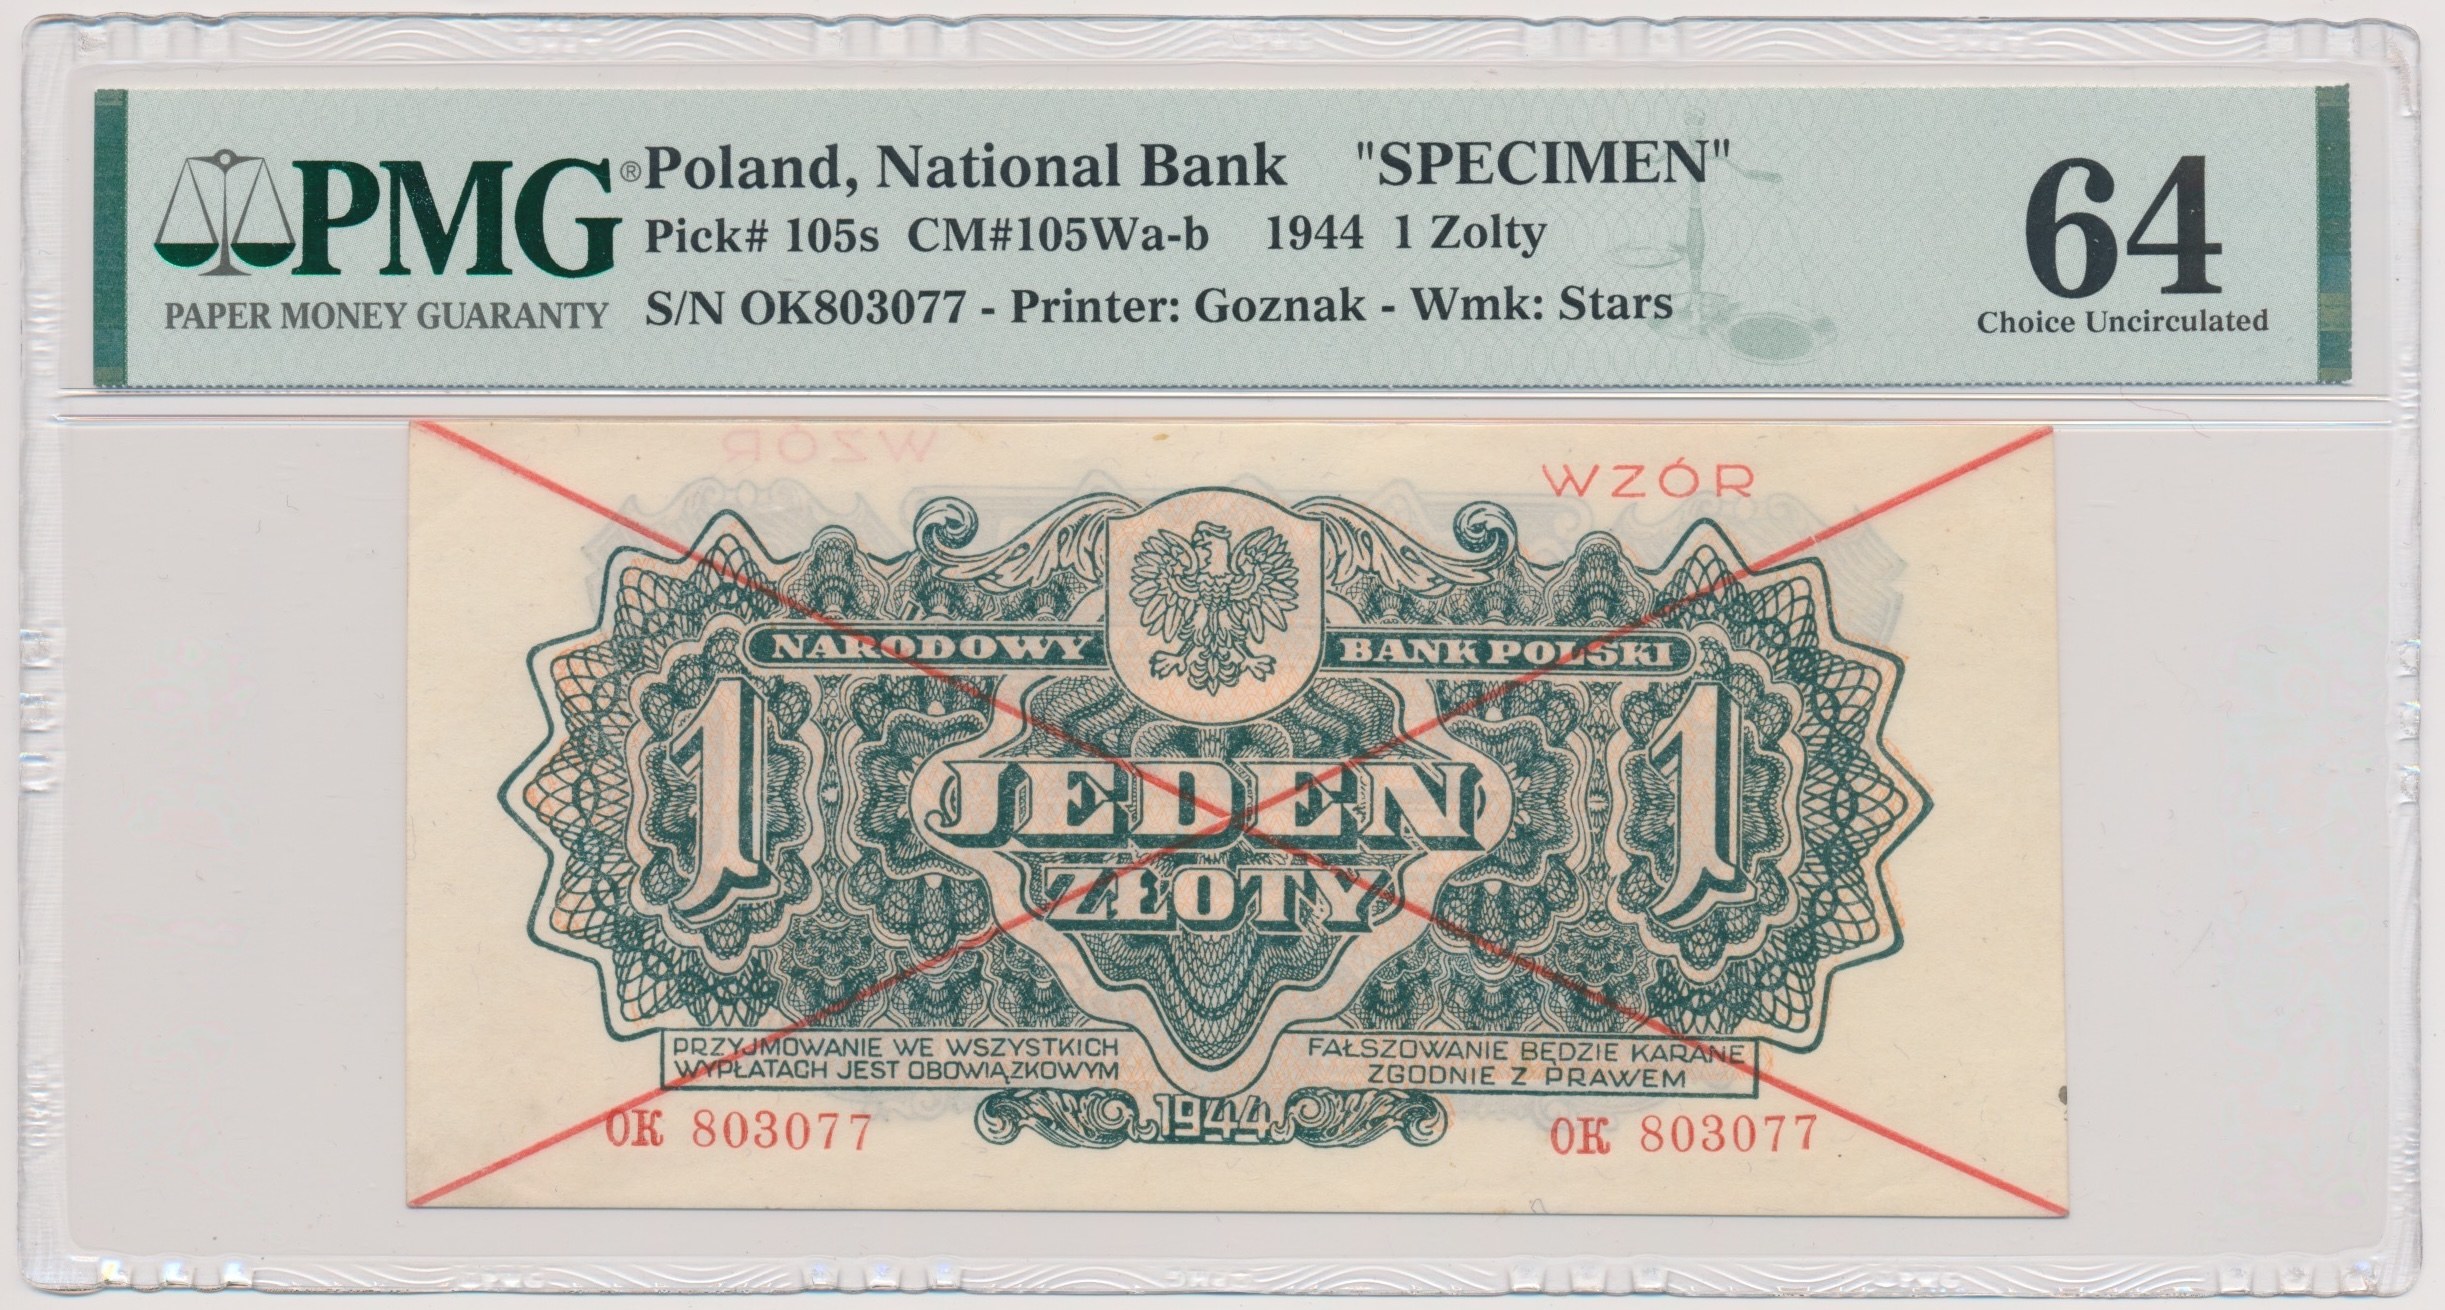 PMG®
PAPER MONEY GUARANTY
Poland, National Bank "SPECIMEN"
Pick# 105s CM#105Wa-b 1944 1 Zolty
S/N OK803077 - Printer: Goznak - Wmk: Stars
64
Choice Uncirculated
WZÓR
WZÓR
NARODOWY BANK POLSKI
1 1
JEDEN
ZŁOTY
PRZYJMOWANIE WE WSZYSTKICH
WYPŁATACH JEST OBOWIĄZKOWYM
FAŁSZOWANIE BĘDZIE KARANE
ZGODNIE Z PRAWEM
1944
OK 803077
OK 803077